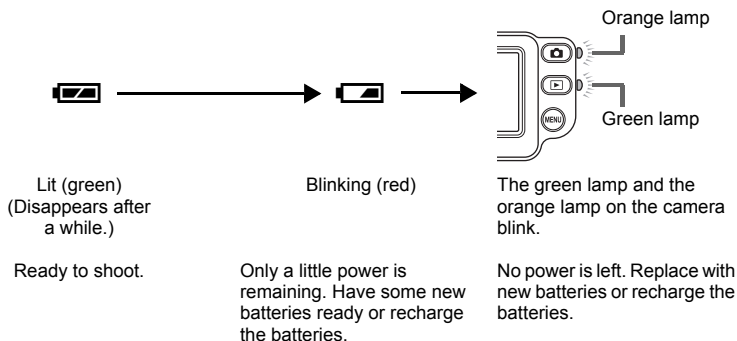 Orange lamp
MENU
Green lamp
Lit (green)
(Disappears after
a while.)
Ready to shoot.
Blinking (red)
Only a little power is
remaining. Have some new
batteries ready or recharge
the batteries.
The green lamp and the
orange lamp on the camera
blink.
No power is left. Replace with
new batteries or recharge the
batteries.